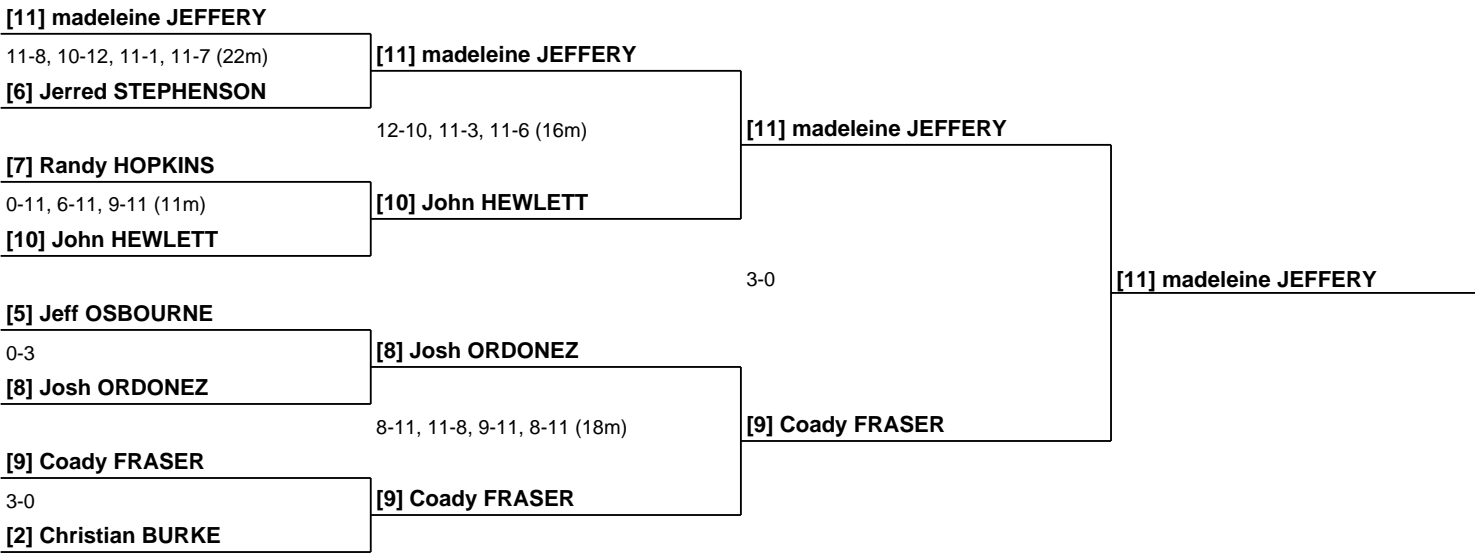 [11] madeleine JEFFERY
11-8, 10-12, 11-1, 11-7 (22m)
[11] madeleine JEFFERY
[6] Jerred STEPHENSON
12-10, 11-3, 11-6 (16m)
[11] madeleine JEFFERY
[7] Randy HOPKINS
0-11, 6-11, 9-11 (11m)
[10] John HEWLETT
[10] John HEWLETT
3-0
[11] madeleine JEFFERY
[5] Jeff OSBOURNE
0-3
[8] Josh ORDONEZ
[8] Josh ORDONEZ
8-11, 11-8, 9-11, 8-11 (18m)
[9] Coady FRASER
[9] Coady FRASER
3-0
[9] Coady FRASER
[2] Christian BURKE